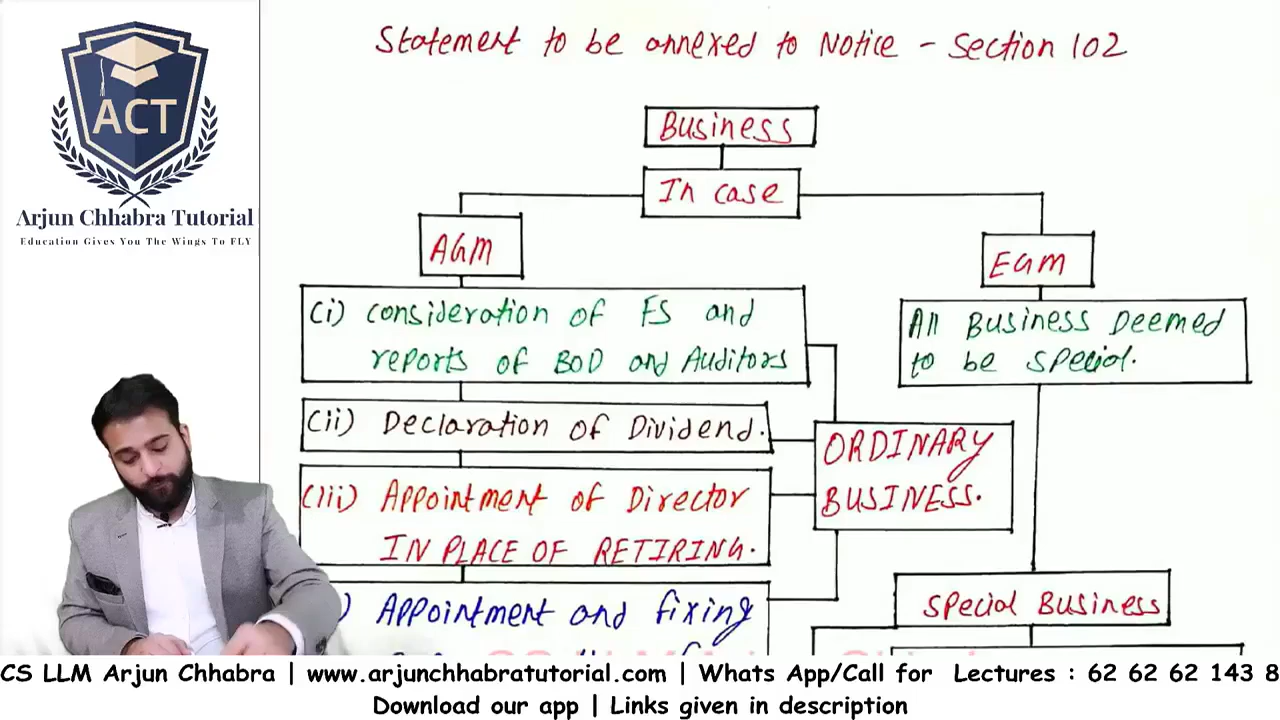 Statement to be annexed to Notice - Section 102
ACT
Arjun Chhabra Tutorial
Education Gives You The Wings To FLY
Business
In case
AGM
EGM
(i) consideration of FS and
reports of BOD and Auditors
All Business Deemed
to be special.
(ii) Declaration of Dividend.
ORDINARY
BUSINESS.
(iii) Appointment of Director
IN PLACE OF RETIRING.
Special Business
) Appointment and fixing
CS LLM Arjun Chhabra | www.arjunchhabratutorial.com | Whats App/Call for Lectures : 62 62 62 143 8
Download our app | Links given in description